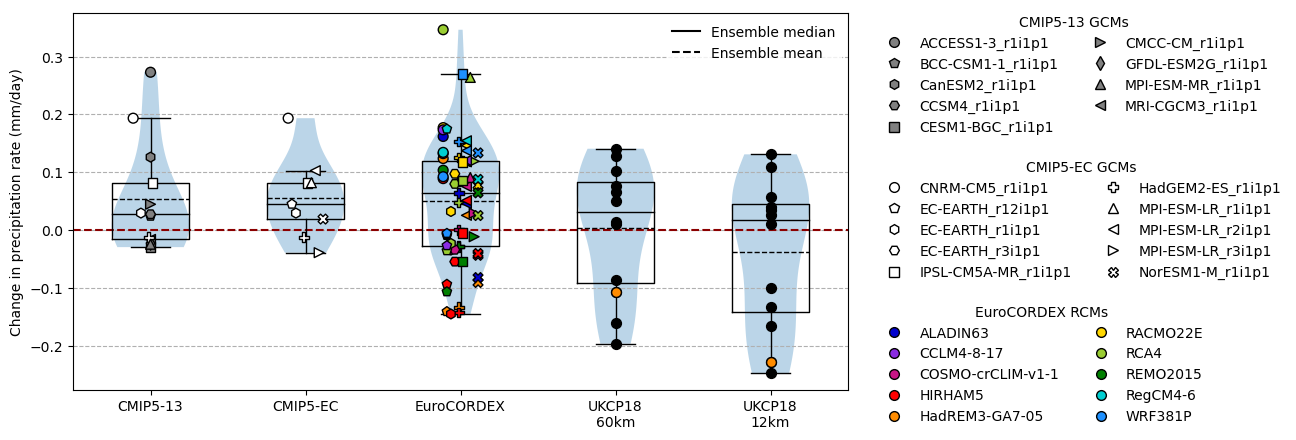 Change in precipitation rate (mm/day)
0.3
0.2
0.1
0.0
−0.1
−0.2
Ensemble median
Ensemble mean
CMIP5-13
CMIP5-EC
EuroCORDEX
UKCP18
60km
UKCP18
12km
CMIP5-13 GCMs
ACCESS1-3_r1i1p1
BCC-CSM1-1_r1i1p1
CanESM2_r1i1p1
CCSM4_r1i1p1
CESM1-BGC_r1i1p1
CMCC-CM_r1i1p1
GFDL-ESM2G_r1i1p1
MPI-ESM-MR_r1i1p1
MRI-CGCM3_r1i1p1
CMIP5-EC GCMs
CNRM-CM5_r1i1p1
EC-EARTH_r12i1p1
EC-EARTH_r1i1p1
EC-EARTH_r3i1p1
IPSL-CM5A-MR_r1i1p1
HadGEM2-ES_r1i1p1
MPI-ESM-LR_r1i1p1
MPI-ESM-LR_r2i1p1
MPI-ESM-LR_r3i1p1
NorESM1-M_r1i1p1
EuroCORDEX RCMs
ALADIN63
CCLM4-8-17
COSMO-crCLIM-v1-1
HIRHAM5
HadREM3-GA7-05
RACMO22E
RCA4
REMO2015
RegCM4-6
WRF381P